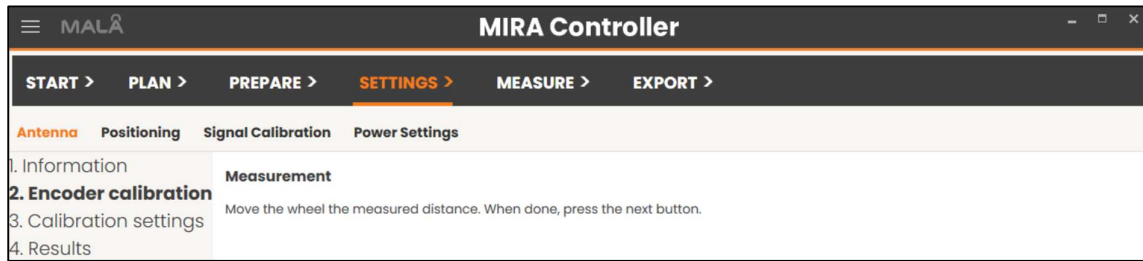 MALÅ MIRA Controller
START > PLAN > PREPARE > SETTINGS > MEASURE > EXPORT >
Antenna Positioning Signal Calibration Power Settings
1. Information
2. Encoder calibration
3. Calibration settings
4. Results
Measurement
Move the wheel the measured distance. When done, press the next button.